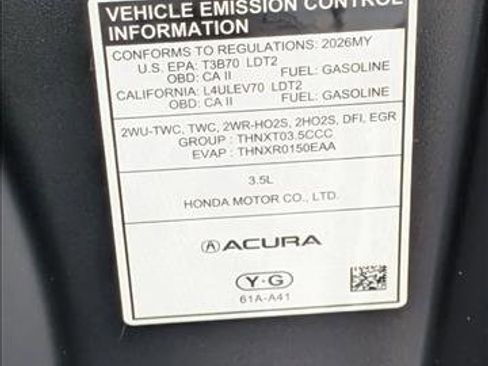 VEHICLE EMISSION CONTROL
INFORMATION
CONFORMS TO REGULATIONS: 2026MY
U.S. EPA: T3B70 LDT2
OBD: CA II FUEL: GASOLINE
CALIFORNIA: L4ULEV70 LDT2
OBD: CA II FUEL: GASOLINE
2WU-TWC, TWC, 2WR-HO2S, 2HO2S, DFI, EGR
GROUP : THNXT03.5CCC
EVAP : THNXR0150EAA
3.5L
HONDA MOTOR CO., LTD.
ACURA
Y·G
61A-A41